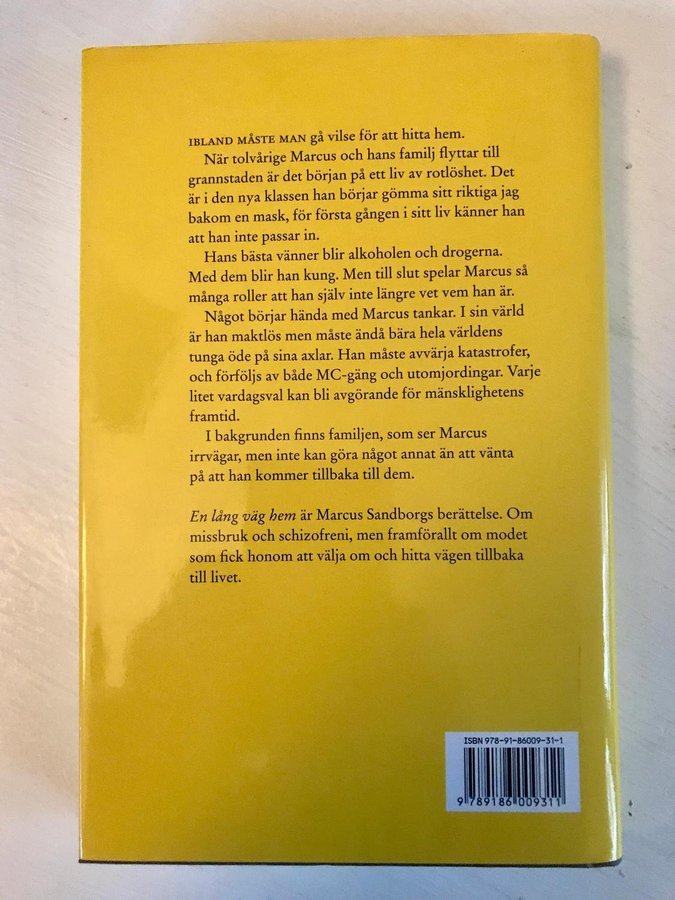 IBLAND MÅSTE MAN gå vilse för att hitta hem.
När tolvårige Marcus och hans familj flyttar till
grannstaden är det början på ett liv av rotlöshet. Det
är i den nya klassen han börjar gömma sitt riktiga jag
bakom en mask, för första gången i sitt liv känner han
att han inte passar in.
Hans bästa vänner blir alkoholen och drogerna.
Med dem blir han kung. Men till slut spelar Marcus så
många roller att han själv inte längre vet vem han är.
Något börjar hända med Marcus tankar. I sin värld
är han maktlös men måste ändå bära hela världens
tunga öde på sina axlar. Han måste avvärja katastrofer,
och förföljs av både MC-gäng och utomjordingar. Varje
litet vardagsval kan bli avgörande för mänsklighetens
framtid.
I bakgrunden finns familjen, som ser Marcus
irrvägar, men inte kan göra något annat än att vänta
på att han kommer tillbaka till dem.
En lång väg hem är Marcus Sandborgs berättelse. Om
missbruk och schizofreni, men framförallt om modet
som fick honom att välja om och hitta vägen tillbaka
till livet.
ISBN 978-91-86009-31-1
9 789186 009311